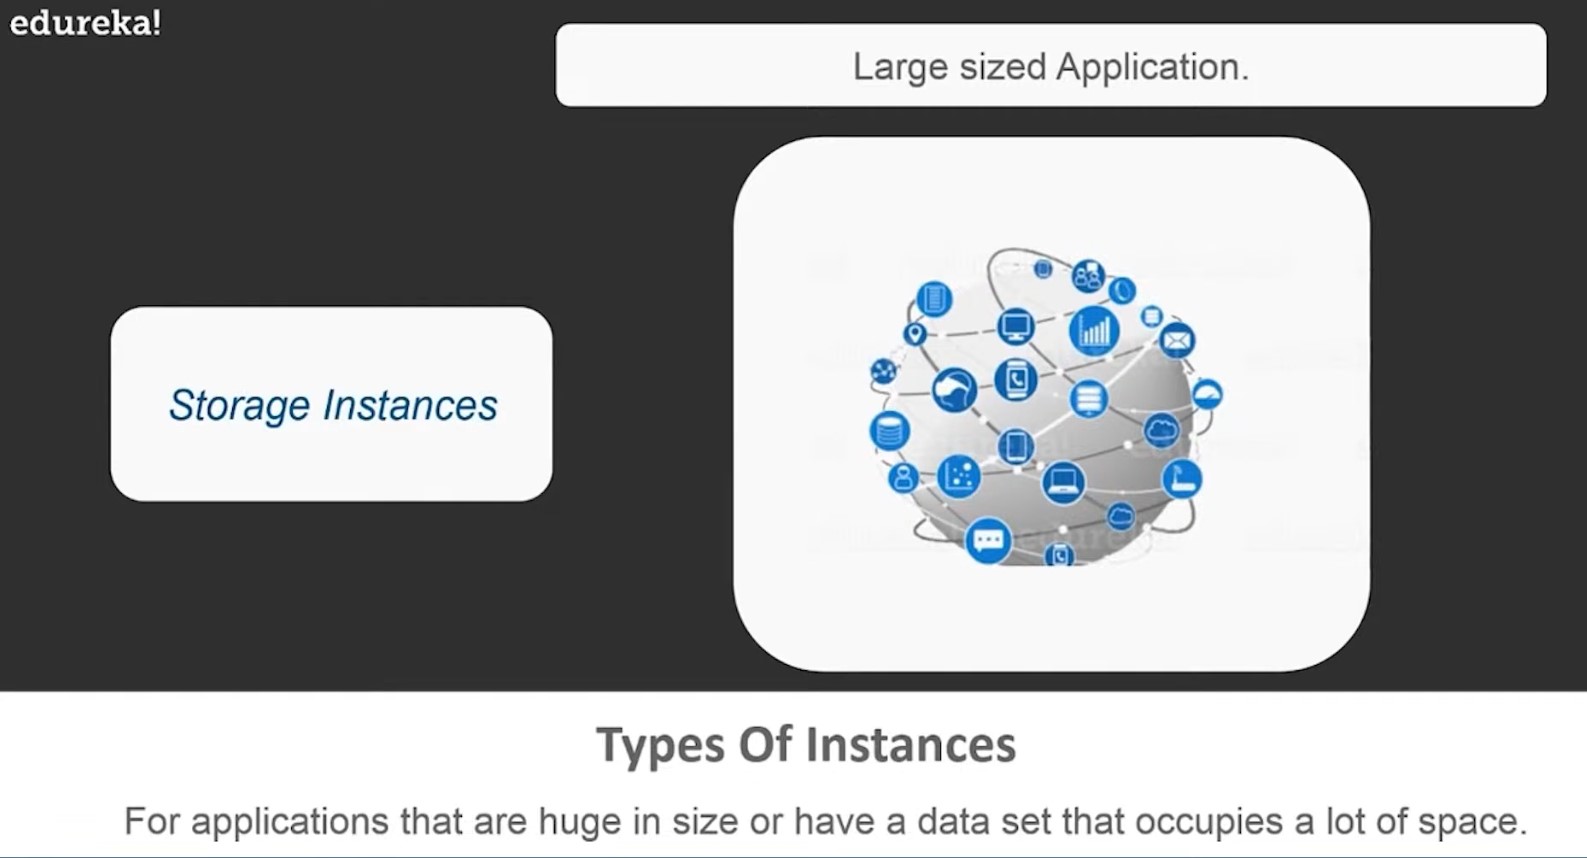 edureka!
Large sized Application.
Storage Instances
Types Of Instances
For applications that are huge in size or have a data set that occupies a lot of space.